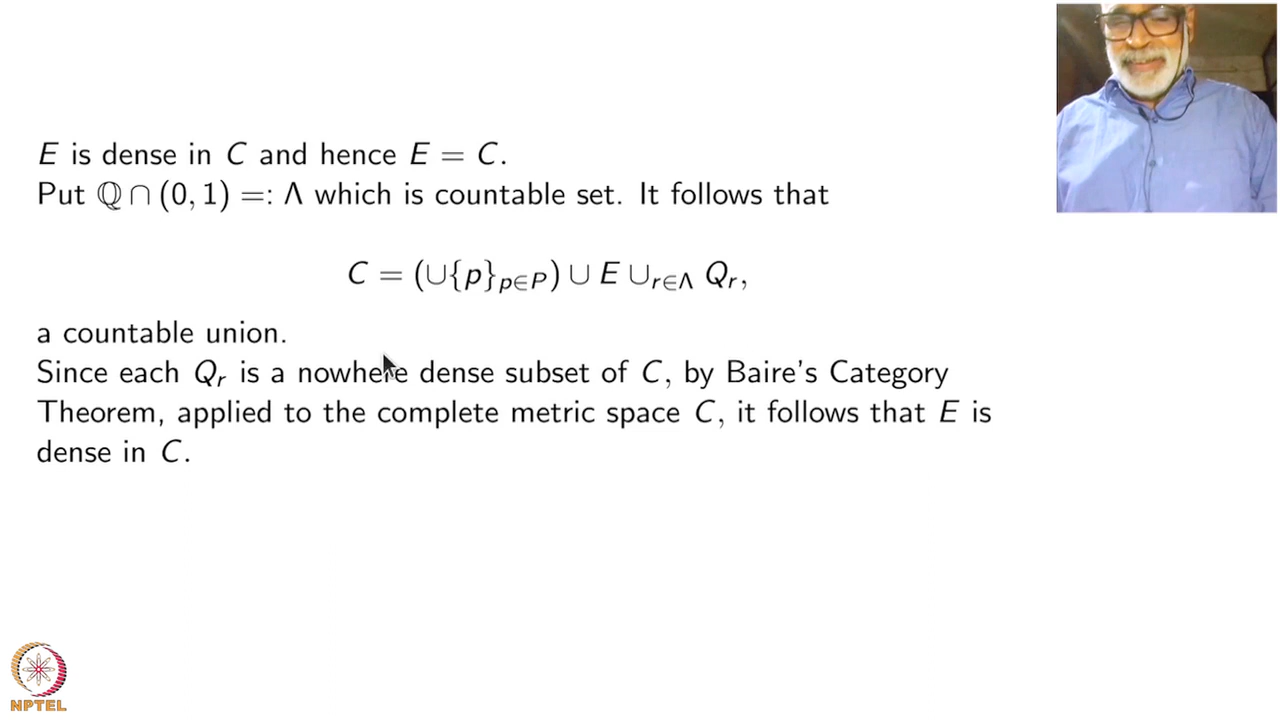 E is dense in C and hence E = C.
Put ℚ ∩ (0, 1) =: Λ which is countable set. It follows that
C = (∪{p}ₚ∈P) ∪ E ∪ᵣ∈Λ Qᵣ,
a countable union.
Since each Qᵣ is a nowhere dense subset of C, by Baire's Category
Theorem, applied to the complete metric space C, it follows that E is
dense in C.
NPTEL